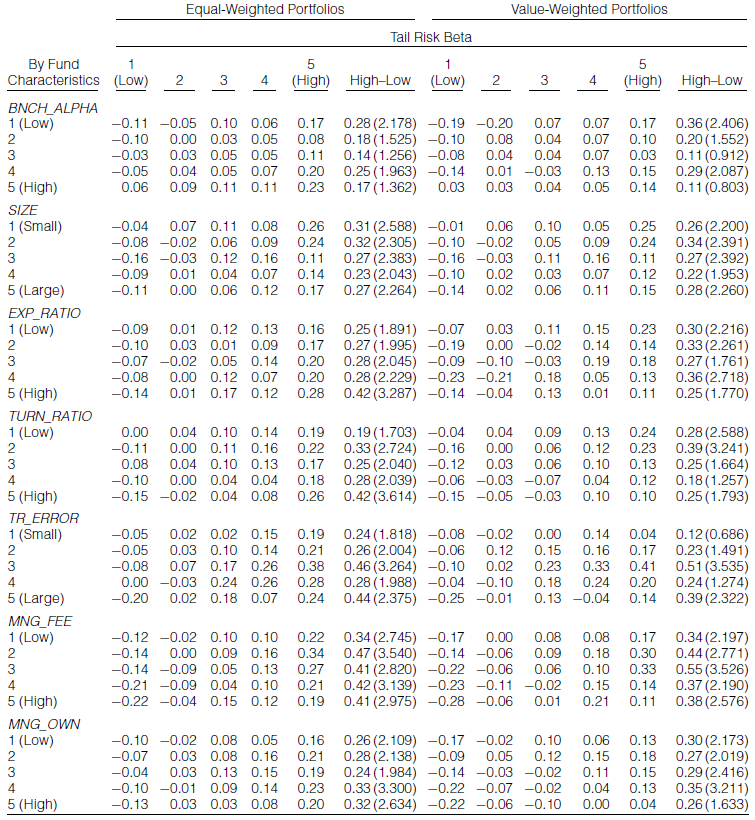 Equal-Weighted Portfolios Value-Weighted Portfolios
Tail Risk Beta
By Fund 1 5 1 5
Characteristics (Low) 2 3 4 (High) High–Low (Low) 2 3 4 (High) High–Low
BNCH_ALPHA
1 (Low) −0.11 −0.05 0.10 0.06 0.17 0.28 (2.178) −0.19 −0.20 0.07 0.07 0.17 0.36 (2.406)
2 −0.10 0.00 0.03 0.05 0.08 0.18 (1.525) −0.10 0.08 0.04 0.07 0.10 0.20 (1.552)
3 −0.03 0.03 0.05 0.05 0.11 0.14 (1.256) −0.08 0.04 0.04 0.07 0.03 0.11 (0.912)
4 −0.05 0.04 0.05 0.07 0.20 0.25 (1.963) −0.14 0.01 −0.03 0.13 0.15 0.29 (2.087)
5 (High) 0.06 0.09 0.11 0.11 0.23 0.17 (1.362) 0.03 0.03 0.04 0.05 0.14 0.11 (0.803)
SIZE
1 (Small) −0.04 0.07 0.11 0.08 0.26 0.31 (2.588) −0.01 0.06 0.10 0.05 0.25 0.26 (2.200)
2 −0.08 −0.02 0.06 0.09 0.24 0.32 (2.305) −0.10 −0.02 0.05 0.09 0.24 0.34 (2.391)
3 −0.16 −0.03 0.12 0.16 0.11 0.27 (2.383) −0.16 −0.03 0.11 0.16 0.11 0.27 (2.392)
4 −0.09 0.01 0.04 0.07 0.14 0.23 (2.043) −0.10 0.02 0.03 0.07 0.12 0.22 (1.953)
5 (Large) −0.11 0.00 0.06 0.12 0.17 0.27 (2.264) −0.14 0.02 0.06 0.11 0.15 0.28 (2.260)
EXP_RATIO
1 (Low) −0.09 0.01 0.12 0.13 0.16 0.25 (1.891) −0.07 0.03 0.11 0.15 0.23 0.30 (2.216)
2 −0.10 0.03 0.01 0.09 0.17 0.27 (1.995) −0.19 0.00 −0.02 0.14 0.14 0.33 (2.261)
3 −0.07 −0.02 0.05 0.14 0.20 0.28 (2.045) −0.09 −0.10 −0.03 0.19 0.18 0.27 (1.761)
4 −0.08 0.00 0.12 0.07 0.20 0.28 (2.229) −0.23 −0.21 0.18 0.05 0.13 0.36 (2.718)
5 (High) −0.14 0.01 0.17 0.12 0.28 0.42 (3.287) −0.14 −0.04 0.13 0.01 0.11 0.25 (1.770)
TURN_RATIO
1 (Low) 0.00 0.04 0.10 0.14 0.19 0.19 (1.703) −0.04 0.04 0.09 0.13 0.24 0.28 (2.588)
2 −0.11 0.00 0.11 0.16 0.22 0.33 (2.724) −0.16 0.00 0.06 0.12 0.23 0.39 (3.241)
3 0.08 0.04 0.10 0.13 0.17 0.25 (2.040) −0.12 0.03 0.06 0.10 0.13 0.25 (1.664)
4 −0.10 0.00 0.04 0.04 0.18 0.28 (2.039) −0.06 −0.03 −0.07 0.04 0.12 0.18 (1.257)
5 (High) −0.15 −0.02 0.04 0.08 0.26 0.42 (3.614) −0.15 −0.05 −0.03 0.10 0.10 0.25 (1.793)
TR_ERROR
1 (Small) −0.05 0.02 0.02 0.15 0.19 0.24 (1.818) −0.08 −0.02 0.00 0.14 0.04 0.12 (0.686)
2 −0.05 0.03 0.10 0.14 0.21 0.26 (2.004) −0.06 0.12 0.15 0.16 0.17 0.23 (1.491)
3 −0.08 0.07 0.17 0.26 0.38 0.46 (3.264) −0.10 0.02 0.23 0.33 0.41 0.51 (3.535)
4 0.00 −0.03 0.24 0.26 0.28 0.28 (1.988) −0.04 −0.10 0.18 0.24 0.20 0.24 (1.274)
5 (Large) −0.20 0.02 0.18 0.07 0.24 0.44 (2.375) −0.25 −0.01 0.13 −0.04 0.14 0.39 (2.322)
MNG_FEE
1 (Low) −0.12 −0.02 0.10 0.10 0.22 0.34 (2.745) −0.17 0.00 0.08 0.08 0.17 0.34 (2.197)
2 −0.14 0.00 0.09 0.16 0.34 0.47 (3.540) −0.14 −0.06 0.09 0.18 0.30 0.44 (2.771)
3 −0.14 −0.09 0.05 0.13 0.27 0.41 (2.820) −0.22 −0.06 0.06 0.10 0.33 0.55 (3.526)
4 −0.21 −0.09 0.04 0.10 0.21 0.42 (3.139) −0.23 −0.11 −0.02 0.15 0.14 0.37 (2.190)
5 (High) −0.22 −0.04 0.15 0.12 0.19 0.41 (2.975) −0.28 −0.06 0.01 0.21 0.11 0.38 (2.576)
MNG_OWN
1 (Low) −0.10 −0.02 0.08 0.05 0.16 0.26 (2.109) −0.17 −0.02 0.10 0.06 0.13 0.30 (2.173)
2 −0.07 0.03 0.08 0.16 0.21 0.28 (2.138) −0.09 0.05 0.12 0.15 0.18 0.27 (2.019)
3 −0.04 0.03 0.13 0.15 0.19 0.24 (1.984) −0.14 −0.03 −0.02 0.11 0.15 0.29 (2.416)
4 −0.10 −0.01 0.09 0.14 0.23 0.33 (3.300) −0.22 −0.07 −0.02 0.04 0.13 0.35 (3.211)
5 (High) −0.13 0.03 0.03 0.08 0.20 0.32 (2.634) −0.22 −0.06 −0.10 0.00 0.04 0.26 (1.633)